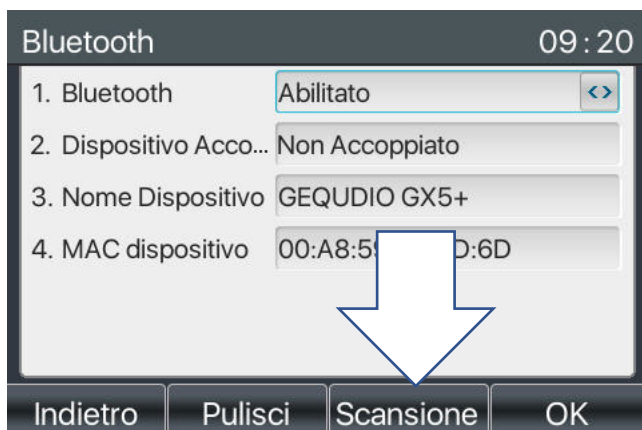 Bluetooth 09:20
1. Bluetooth Abilitato <>
2. Dispositivo Acco... Non Accoppiato
3. Nome Dispositivo GEQUDIO GX5+
4. MAC dispositivo 00:A8:59 D:6D
Indietro Pulisci Scansione OK